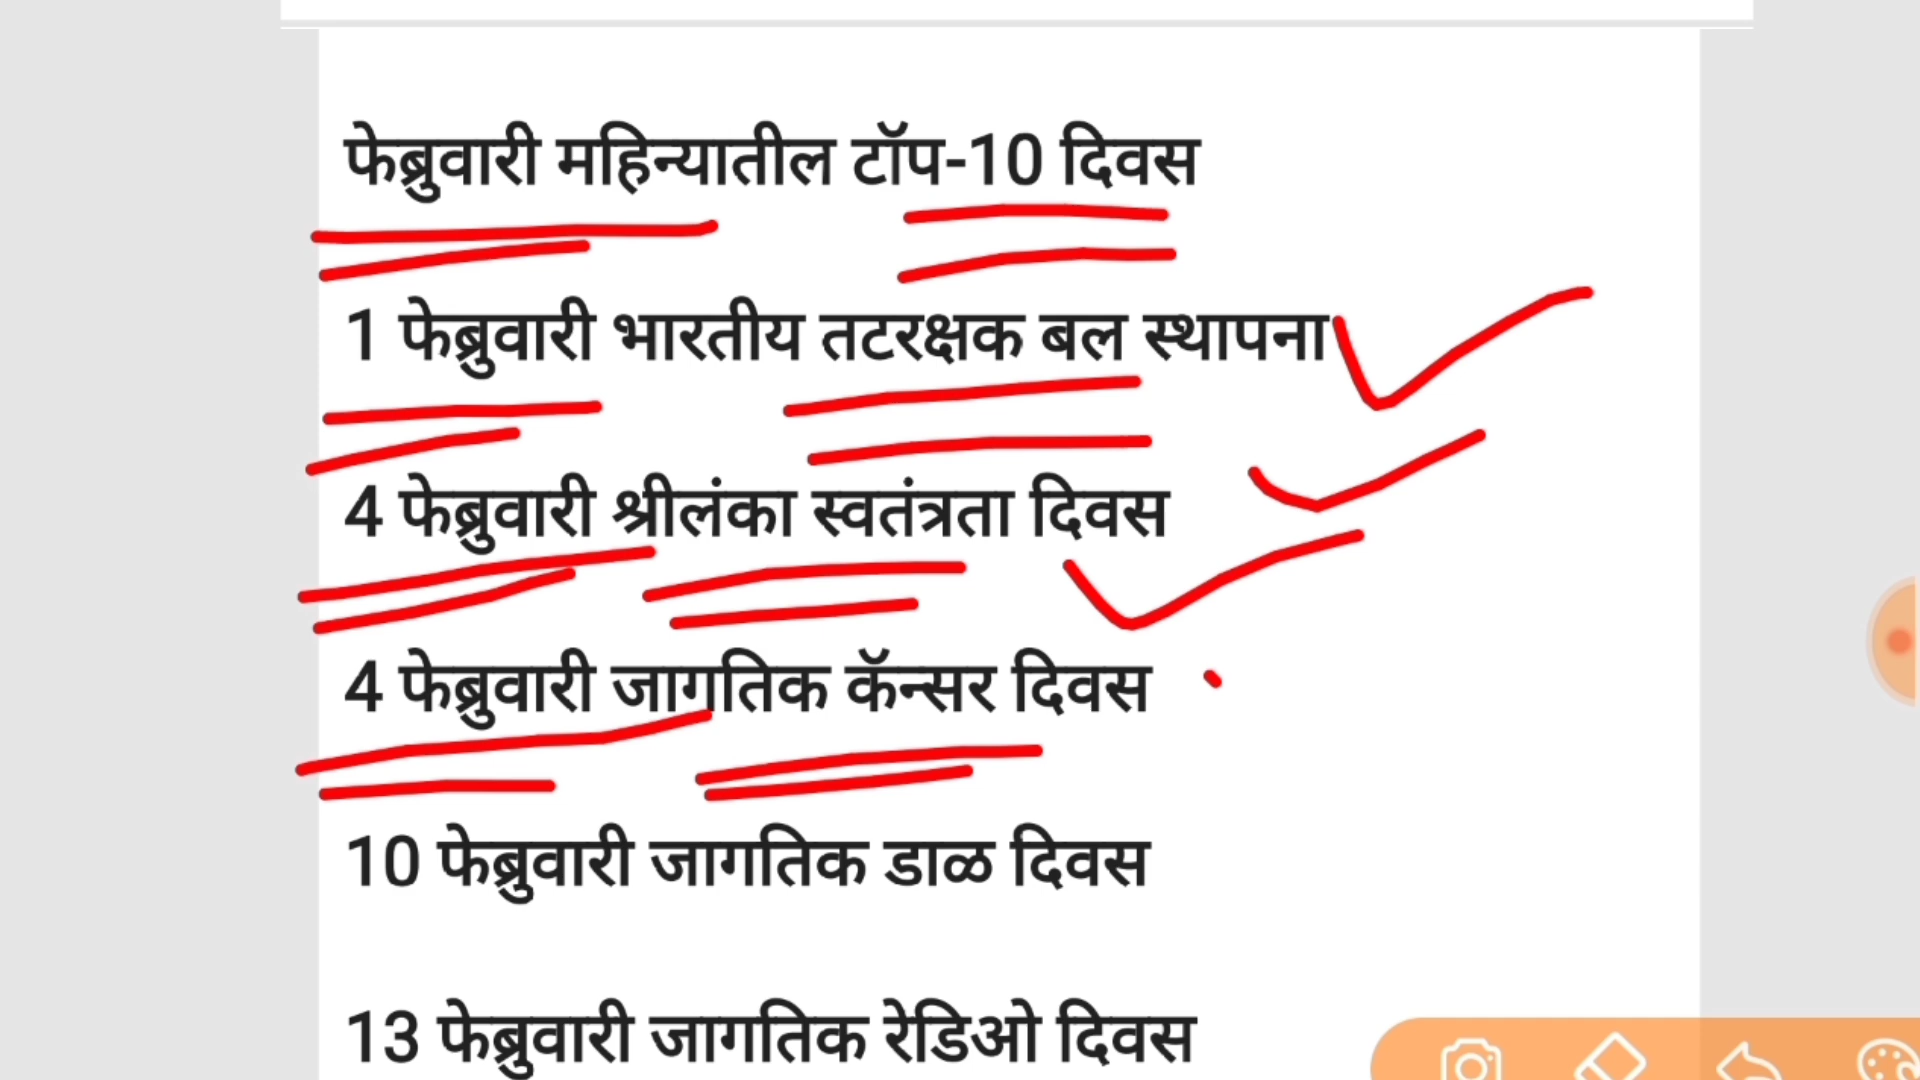 फेब्रुवारी महिन्यातील टॉप-10 दिवस
1 फेब्रुवारी भारतीय तटरक्षक बल स्थापना
4 फेब्रुवारी श्रीलंका स्वतंत्रता दिवस
4 फेब्रुवारी जागतिक कॅन्सर दिवस
10 फेब्रुवारी जागतिक डाळ दिवस
13 फेब्रुवारी जागतिक रेडिओ दिवस